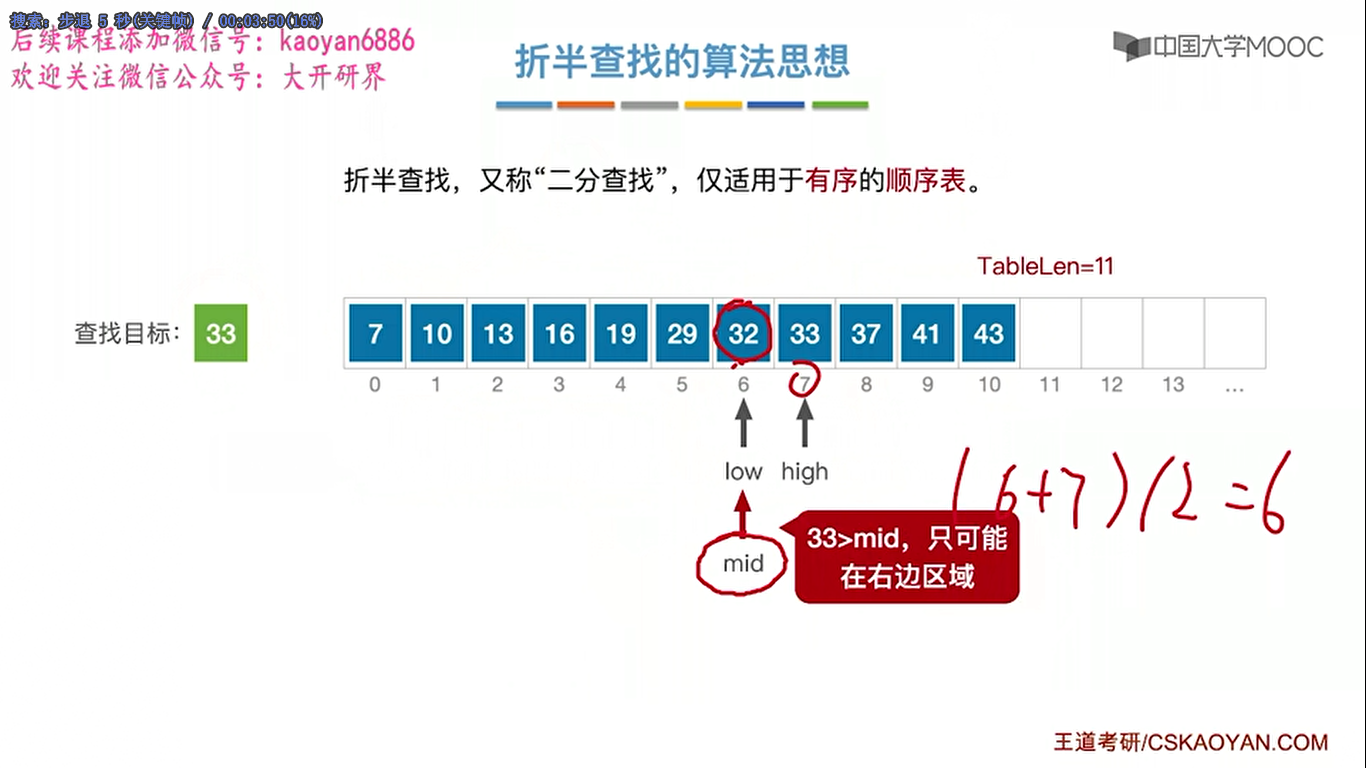 搜索: 步退 5 秒(关键帧) / 00:03:50(16%)
后续课程添加微信号：kaoyan6886
欢迎关注微信公众号：大开研界
折半查找的算法思想
中国大学MOOC
折半查找，又称“二分查找”，仅适用于有序的顺序表。
TableLen=11
查找目标： 33
7 10 13 16 19 29 32 33 37 41 43
0 1 2 3 4 5 6 7 8 9 10 11 12 13 ...
low high
(6+7)/2=6
mid
33>mid，只可能
在右边区域
王道考研/CSKAOYAN.COM